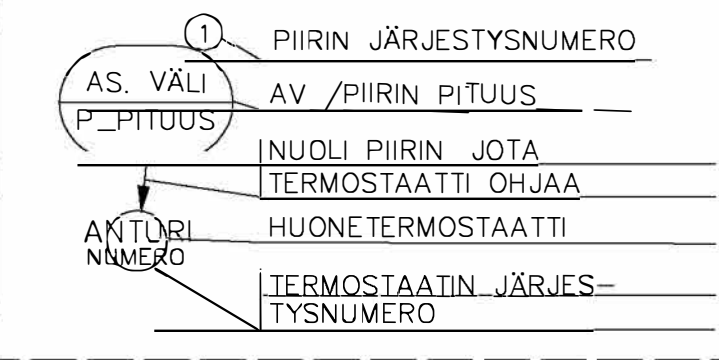 1 PIIRIN JÄRJESTYSNUMERO
AS. VÄLI
P_PITUUS
AV /PIIRIN PITUUS
NUOLI PIIRIN JOTA
TERMOSTAATTI OHJAA
ANTURI
NUMERO
HUONETERMOSTAATTI
TERMOSTAATIN JÄRJES-
TYSNUMERO